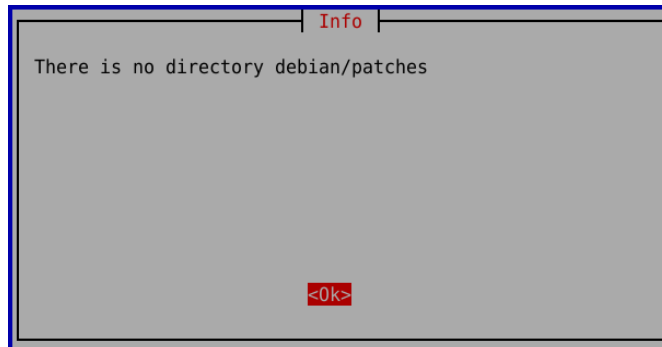 Info
There is no directory debian/patches
<Ok>